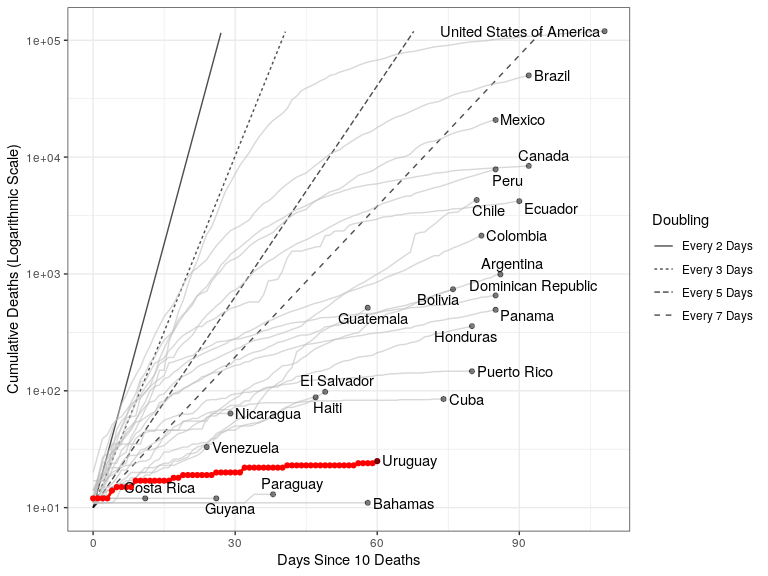 Cumulative Deaths (Logarithmic Scale)
1e+05
1e+04
1e+03
1e+02
1e+01
United States of America
Brazil
Mexico
Canada
Peru
Chile
Ecuador
Colombia
Argentina
Dominican Republic
Bolivia
Guatemala
Panama
Honduras
Puerto Rico
El Salvador
Haiti
Cuba
Nicaragua
Venezuela
Uruguay
Costa Rica
Paraguay
Guyana
Bahamas
0
30
60
90
Days Since 10 Deaths
Doubling
Every 2 Days
Every 3 Days
Every 5 Days
Every 7 Days